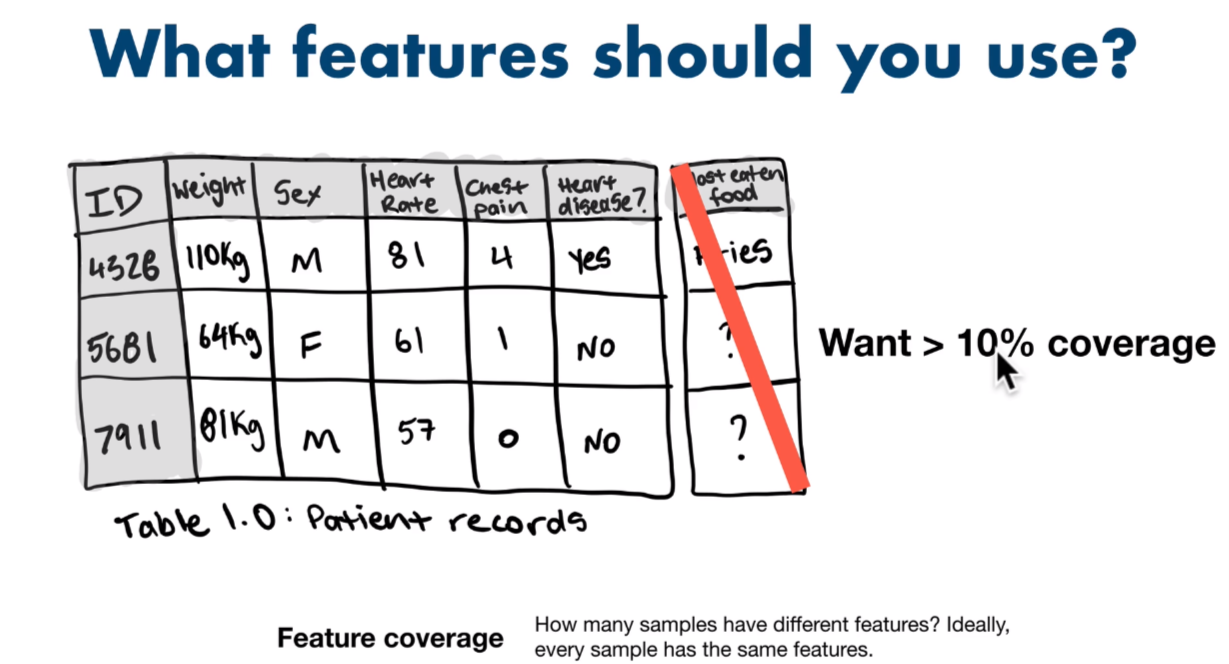 What features should you use?
ID Weight Sex Heart Rate Chest pain Heart disease? Most eaten food
4328 110Kg M 81 4 Yes Fries
5681 64Kg F 61 1 NO ?
7911 81Kg M 57 0 NO ?
Want > 10% coverage
Table 1.0: Patient records
Feature coverage
How many samples have different features? Ideally,
every sample has the same features.